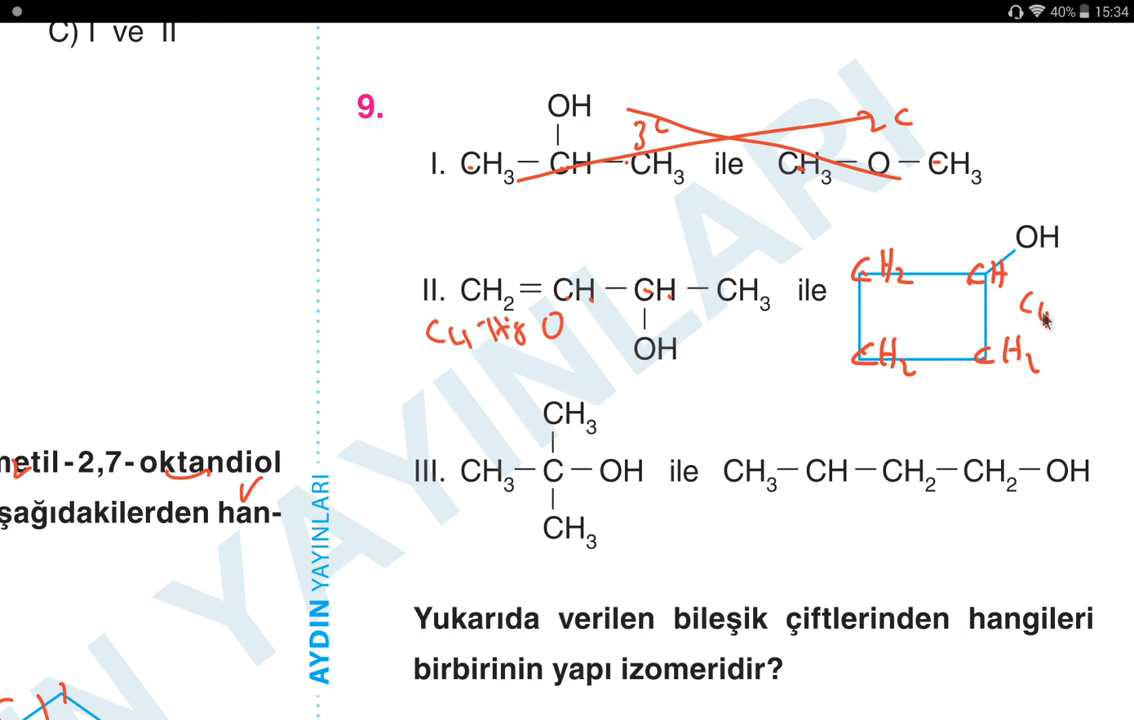 40% 15:34
C) I ve II
9.
OH
3C 2C
I. CH3 – CH – CH3 ile CH3 – O – CH3
OH
CH2 CH
II. CH2 = CH – CH – CH3 ile
C4H8O
C4
OH
CH2 CH2
CH3
III. CH3 – C – OH ile CH3 – CH – CH2 – CH2 – OH
CH3
metil-2,7-oktandiol
şağıdakilerden han-
AYDIN YAYINLARI
Yukarıda verilen bileşik çiftlerinden hangileri
birbirinin yapı izomeridir?